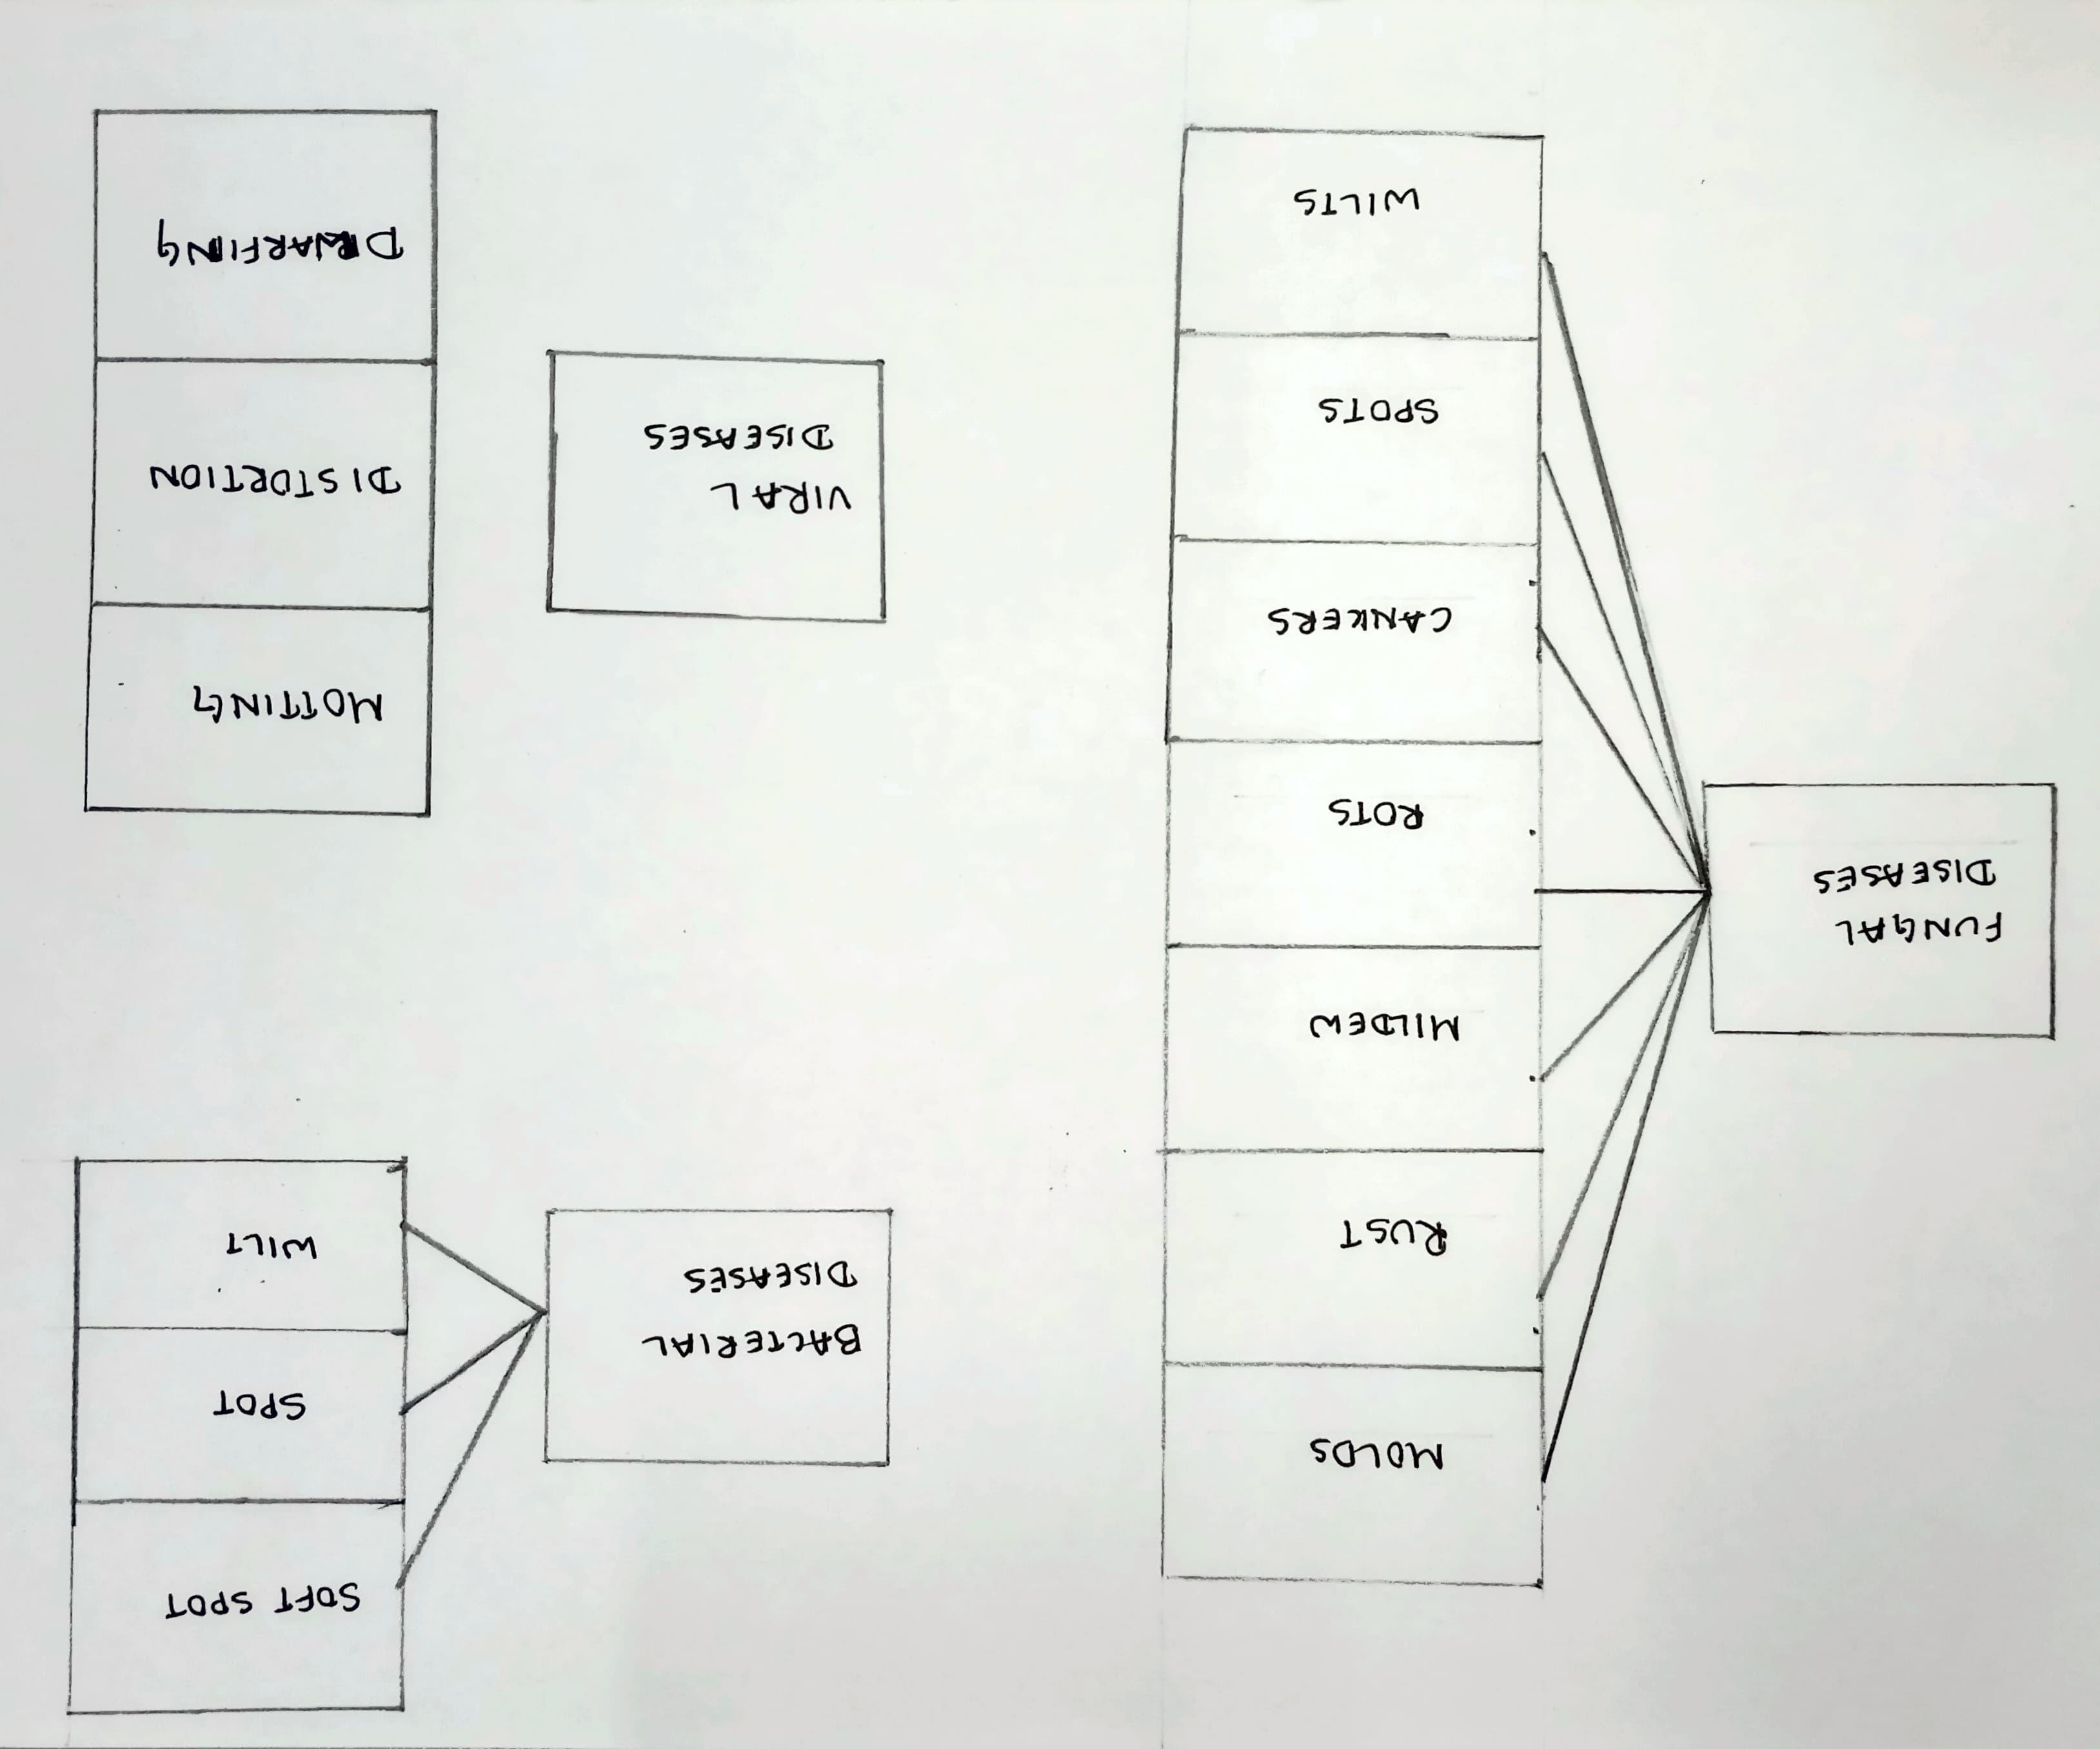 FUNGAL
DISEASES
MOLDS
RUST
MILDEW
ROTS
CANKERS
SPOTS
WILTS
BACTERIAL
DISEASES
SOFT SPOT
SPOT
WILT
VIRAL
DISEASES
MOTTING
DISTORTION
DWARFING